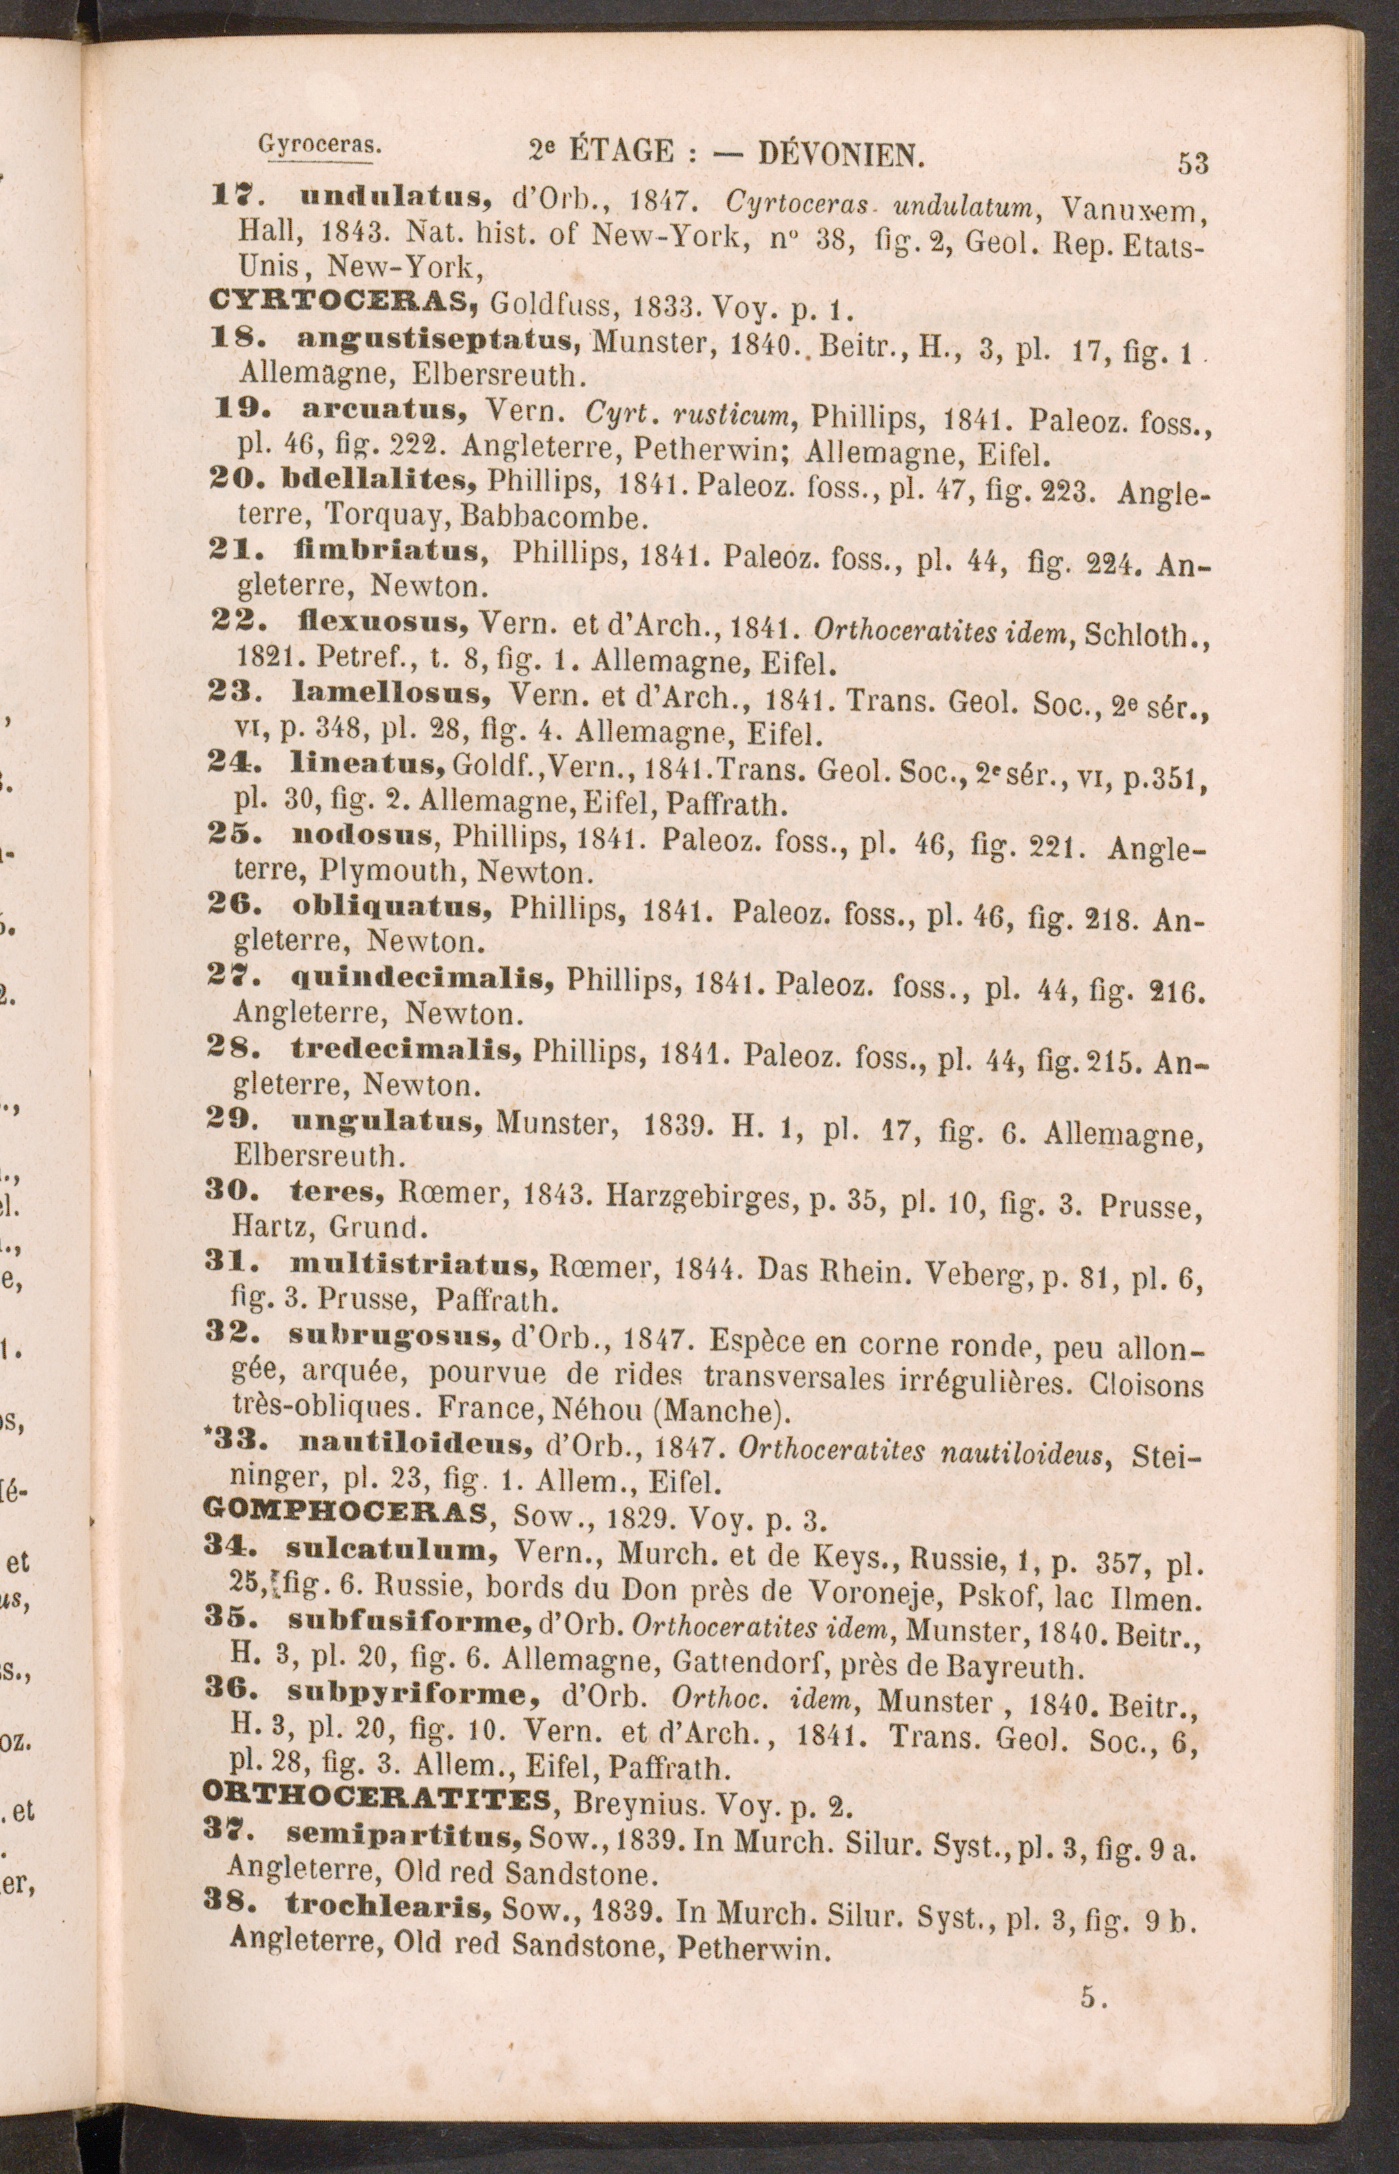 Gyroceras. 2e ÉTAGE : — DÉVONIEN. 53
17. undulatus, d'Orb., 1847. Cyrtoceras undulatum, Vanuxem,
Hall, 1843. Nat. hist. of New-York, n° 38, fig. 2, Geol. Rep. Etats-
Unis, New-York,
CYRTOCERAS, Goldfuss, 1833. Voy. p. 1.
18. angustiseptatus, Munster, 1840. Beitr., H., 3, pl. 17, fig. 1.
Allemagne, Elbersreuth.
19. arcuatus, Vern. Cyrt. rusticum, Phillips, 1841. Paleoz. foss.,
pl. 46, fig. 222. Angleterre, Petherwin; Allemagne, Eifel.
20. bdellalites, Phillips, 1841. Paleoz. foss., pl. 47, fig. 223. Angle-
terre, Torquay, Babbacombe.
21. fimbriatus, Phillips, 1841. Paleoz. foss., pl. 44, fig. 224. An-
gleterre, Newton.
22. flexuosus, Vern. et d'Arch., 1841. Orthoceratites idem, Schloth.,
1821. Petref., t. 8, fig. 1. Allemagne, Eifel.
23. lamellosus, Vern. et d'Arch., 1841. Trans. Geol. Soc., 2e sér.,
VI, p. 348, pl. 28, fig. 4. Allemagne, Eifel.
24. lineatus, Goldf., Vern., 1841. Trans. Geol. Soc., 2e sér., VI, p. 351,
pl. 30, fig. 2. Allemagne, Eifel, Paffrath.
25. nodosus, Phillips, 1841. Paleoz. foss., pl. 46, fig. 221. Angle-
terre, Plymouth, Newton.
26. obliquatus, Phillips, 1841. Paleoz. foss., pl. 46, fig. 218. An-
gleterre, Newton.
27. quindecimalis, Phillips, 1841. Paleoz. foss., pl. 44, fig. 216.
Angleterre, Newton.
28. tredecimalis, Phillips, 1841. Paleoz. foss., pl. 44, fig. 215. An-
gleterre, Newton.
29. ungulatus, Munster, 1839. H. 1, pl. 17, fig. 6. Allemagne,
Elbersreuth.
30. teres, Rœmer, 1843. Harzgebirges, p. 35, pl. 10, fig. 3. Prusse,
Hartz, Grund.
31. multistriatus, Rœmer, 1844. Das Rhein. Veberg, p. 81, pl. 6,
fig. 3. Prusse, Paffrath.
32. subrugosus, d'Orb., 1847. Espèce en corne ronde, peu allon-
gée, arquée, pourvue de rides transversales irrégulières. Cloisons
très-obliques. France, Néhou (Manche).
*33. nautiloideus, d'Orb., 1847. Orthoceratites nautiloideus, Stei-
ninger, pl. 23, fig. 1. Allem., Eifel.
GOMPHOCERAS, Sow., 1829. Voy. p. 3.
34. sulcatulum, Vern., Murch. et de Keys., Russie, 1, p. 357, pl.
25, fig. 6. Russie, bords du Don près de Voroneje, Pskof, lac Ilmen.
35. subfusiforme, d'Orb. Orthoceratites idem, Munster, 1840. Beitr.,
H. 3, pl. 20, fig. 6. Allemagne, Gattendorf, près de Bayreuth.
36. subpyriforme, d'Orb. Orthoc. idem, Munster, 1840. Beitr.,
H. 3, pl. 20, fig. 10. Vern. et d'Arch., 1841. Trans. Geol. Soc., 6,
pl. 28, fig. 3. Allem., Eifel, Paffrath.
ORTHOCERATITES, Breynius. Voy. p. 2.
37. semipartitus, Sow., 1839. In Murch. Silur. Syst., pl. 3, fig. 9 a.
Angleterre, Old red Sandstone.
38. trochlearis, Sow., 1839. In Murch. Silur. Syst., pl. 3, fig. 9 b.
Angleterre, Old red Sandstone, Petherwin.
5.